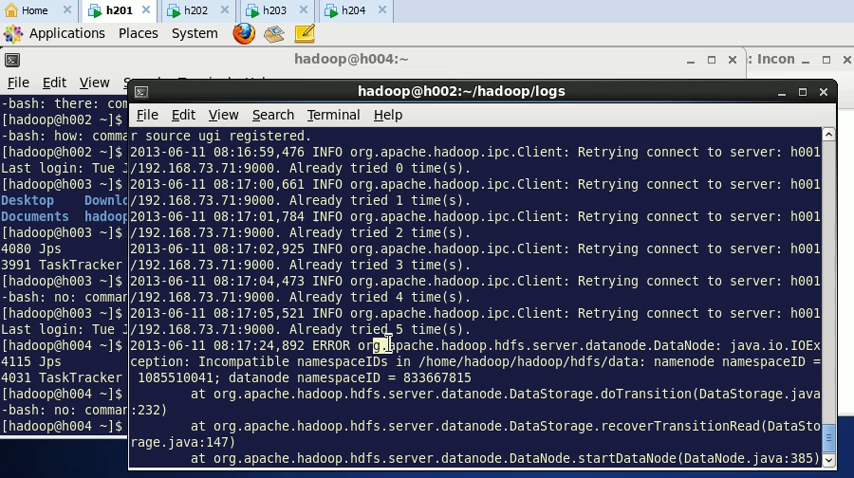 Home
h201
h202
h203
h204
Applications Places System
hadoop@h004:~
: Incon
File Edit View
hadoop@h002:~/hadoop/logs
File Edit View Search Terminal Help
-bash: there: com
[hadoop@h002 ~]$
-bash: how: comma
[hadoop@h002 ~]$
Last login: Tue J
[hadoop@h003 ~]$
Desktop Downlo
Documents hadoop
[hadoop@h003 ~]$
4080 Jps
3991 TaskTracker
[hadoop@h003 ~]$
-bash: no: comman
[hadoop@h003 ~]$
Last login: Tue J
[hadoop@h004 ~]$
4115 Jps
4031 TaskTracker
[hadoop@h004 ~]$
-bash: no: comman
[hadoop@h004 ~]$
r source ugi registered.
2013-06-11 08:16:59,476 INFO org.apache.hadoop.ipc.Client: Retrying connect to server: h001
/192.168.73.71:9000. Already tried 0 time(s).
2013-06-11 08:17:00,661 INFO org.apache.hadoop.ipc.Client: Retrying connect to server: h001
/192.168.73.71:9000. Already tried 1 time(s).
2013-06-11 08:17:01,784 INFO org.apache.hadoop.ipc.Client: Retrying connect to server: h001
/192.168.73.71:9000. Already tried 2 time(s).
2013-06-11 08:17:02,925 INFO org.apache.hadoop.ipc.Client: Retrying connect to server: h001
/192.168.73.71:9000. Already tried 3 time(s).
2013-06-11 08:17:04,473 INFO org.apache.hadoop.ipc.Client: Retrying connect to server: h001
/192.168.73.71:9000. Already tried 4 time(s).
2013-06-11 08:17:05,521 INFO org.apache.hadoop.ipc.Client: Retrying connect to server: h001
/192.168.73.71:9000. Already tried 5 time(s).
2013-06-11 08:17:24,892 ERROR org.apache.hadoop.hdfs.server.datanode.DataNode: java.io.IOEx
ception: Incompatible namespaceIDs in /home/hadoop/hadoop/hdfs/data: namenode namespaceID =
1085510041; datanode namespaceID = 833667815
at org.apache.hadoop.hdfs.server.datanode.DataStorage.doTransition(DataStorage.java
:232)
at org.apache.hadoop.hdfs.server.datanode.DataStorage.recoverTransitionRead(DataSto
rage.java:147)
at org.apache.hadoop.hdfs.server.datanode.DataNode.startDataNode(DataNode.java:385)